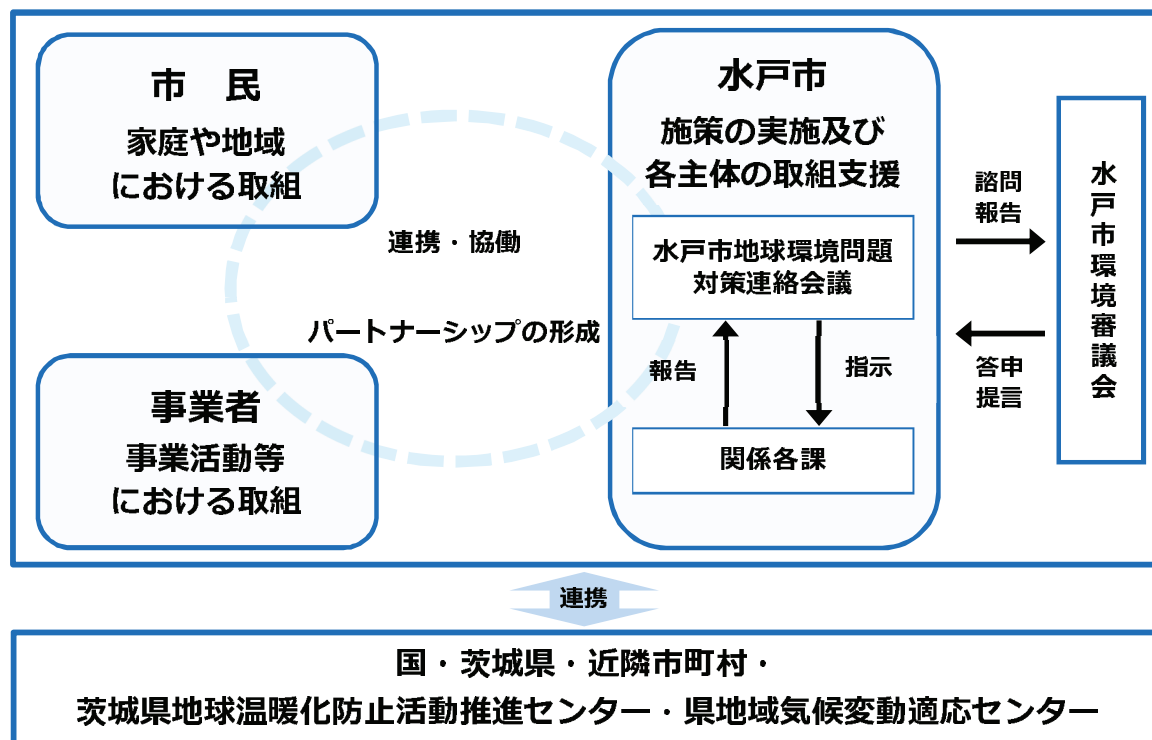 市　民
家庭や地域
における取組
連携・協働
パートナーシップの形成
事業者
事業活動等
における取組
水戸市
施策の実施及び
各主体の取組支援
水戸市地球環境問題
対策連絡会議
報告
指示
関係各課
諮問
報告
答申
提言
水戸市環境審議会
連携
国・茨城県・近隣市町村・
茨城県地球温暖化防止活動推進センター・県地域気候変動適応センター